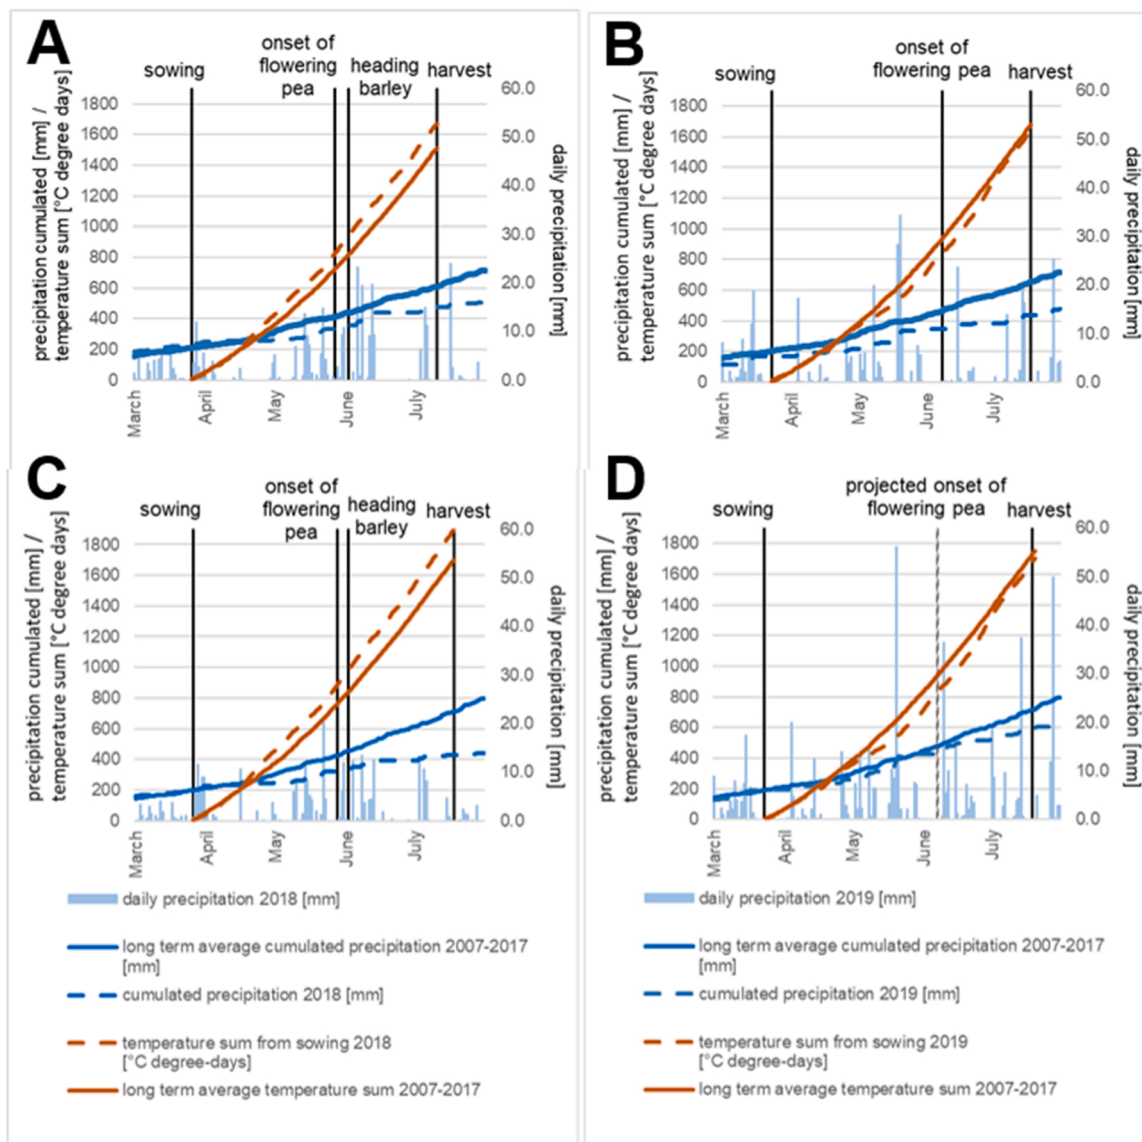 A
sowing
onset of
flowering
pea
heading
barley
harvest
precipitation cumulated [mm] /
temperature sum [°C degree days]
1800
1600
1400
1200
1000
800
600
400
200
0
60.0
50.0
40.0
30.0
20.0
10.0
0.0
daily precipitation [mm]
March
April
May
June
July
B
sowing
onset of
flowering pea
harvest
precipitation cumulated [mm] /
temperature sum [°C degree days]
1800
1600
1400
1200
1000
800
600
400
200
0
60.0
50.0
40.0
30.0
20.0
10.0
0.0
daily precipitation [mm]
March
April
May
June
July
C
sowing
onset of
flowering
pea
heading
barley
harvest
precipitation cumulated [mm] /
temperature sum [°C degree days]
1800
1600
1400
1200
1000
800
600
400
200
0
60.0
50.0
40.0
30.0
20.0
10.0
0.0
daily precipitation [mm]
March
April
May
June
July
daily precipitation 2018 [mm]
long term average cumulated precipitation 2007-2017
[mm]
cumulated precipitation 2018 [mm]
temperature sum from sowing 2018
[°C degree-days]
long term average temperature sum 2007-2017
D
sowing
projected onset of
flowering pea
harvest
precipitation cumulated [mm] /
temperature sum [°C degree days]
1800
1600
1400
1200
1000
800
600
400
200
0
60.0
50.0
40.0
30.0
20.0
10.0
0.0
daily precipitation [mm]
March
April
May
June
July
daily precipitation 2019 [mm]
long term average cumulated precipitation 2007-2017
[mm]
cumulated precipitation 2019 [mm]
temperature sum from sowing 2019
[°C degree-days]
long term average temperature sum 2007-2017